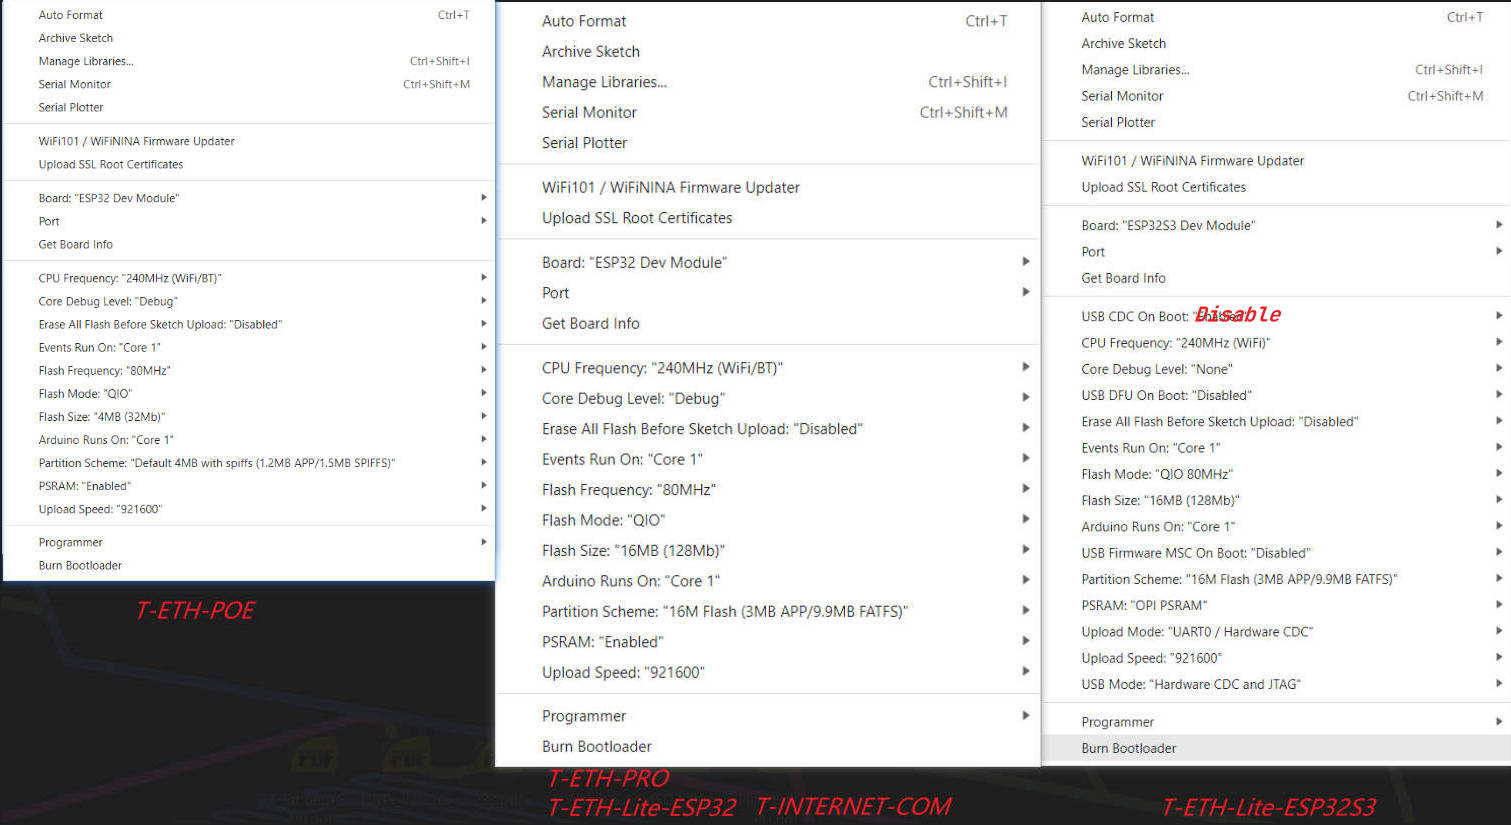 Auto Format Ctrl+T
Archive Sketch
Manage Libraries... Ctrl+Shift+I
Serial Monitor Ctrl+Shift+M
Serial Plotter
WiFi101 / WiFiNINA Firmware Updater
Upload SSL Root Certificates
Board: "ESP32 Dev Module"
Port
Get Board Info
CPU Frequency: "240MHz (WiFi/BT)"
Core Debug Level: "Debug"
Erase All Flash Before Sketch Upload: "Disabled"
Events Run On: "Core 1"
Flash Frequency: "80MHz"
Flash Mode: "QIO"
Flash Size: "4MB (32Mb)"
Arduino Runs On: "Core 1"
Partition Scheme: "Default 4MB with spiffs (1.2MB APP/1.5MB SPIFFS)"
PSRAM: "Enabled"
Upload Speed: "921600"
Programmer
Burn Bootloader
T-ETH-POE
Auto Format Ctrl+T
Archive Sketch
Manage Libraries... Ctrl+Shift+I
Serial Monitor Ctrl+Shift+M
Serial Plotter
WiFi101 / WiFiNINA Firmware Updater
Upload SSL Root Certificates
Board: "ESP32 Dev Module"
Port
Get Board Info
CPU Frequency: "240MHz (WiFi/BT)"
Core Debug Level: "Debug"
Erase All Flash Before Sketch Upload: "Disabled"
Events Run On: "Core 1"
Flash Frequency: "80MHz"
Flash Mode: "QIO"
Flash Size: "16MB (128Mb)"
Arduino Runs On: "Core 1"
Partition Scheme: "16M Flash (3MB APP/9.9MB FATFS)"
PSRAM: "Enabled"
Upload Speed: "921600"
Programmer
Burn Bootloader
T-ETH-PRO
T-ETH-Lite-ESP32 T-INTERNET-COM
Auto Format Ctrl+T
Archive Sketch
Manage Libraries... Ctrl+Shift+I
Serial Monitor Ctrl+Shift+M
Serial Plotter
WiFi101 / WiFiNINA Firmware Updater
Upload SSL Root Certificates
Board: "ESP32S3 Dev Module"
Port
Get Board Info
USB CDC On Boot: "Enabled" Disable
CPU Frequency: "240MHz (WiFi)"
Core Debug Level: "None"
USB DFU On Boot: "Disabled"
Erase All Flash Before Sketch Upload: "Disabled"
Events Run On: "Core 1"
Flash Mode: "QIO 80MHz"
Flash Size: "16MB (128Mb)"
Arduino Runs On: "Core 1"
USB Firmware MSC On Boot: "Disabled"
Partition Scheme: "16M Flash (3MB APP/9.9MB FATFS)"
PSRAM: "OPI PSRAM"
Upload Mode: "UART0 / Hardware CDC"
Upload Speed: "921600"
USB Mode: "Hardware CDC and JTAG"
Programmer
Burn Bootloader
T-ETH-Lite-ESP32S3